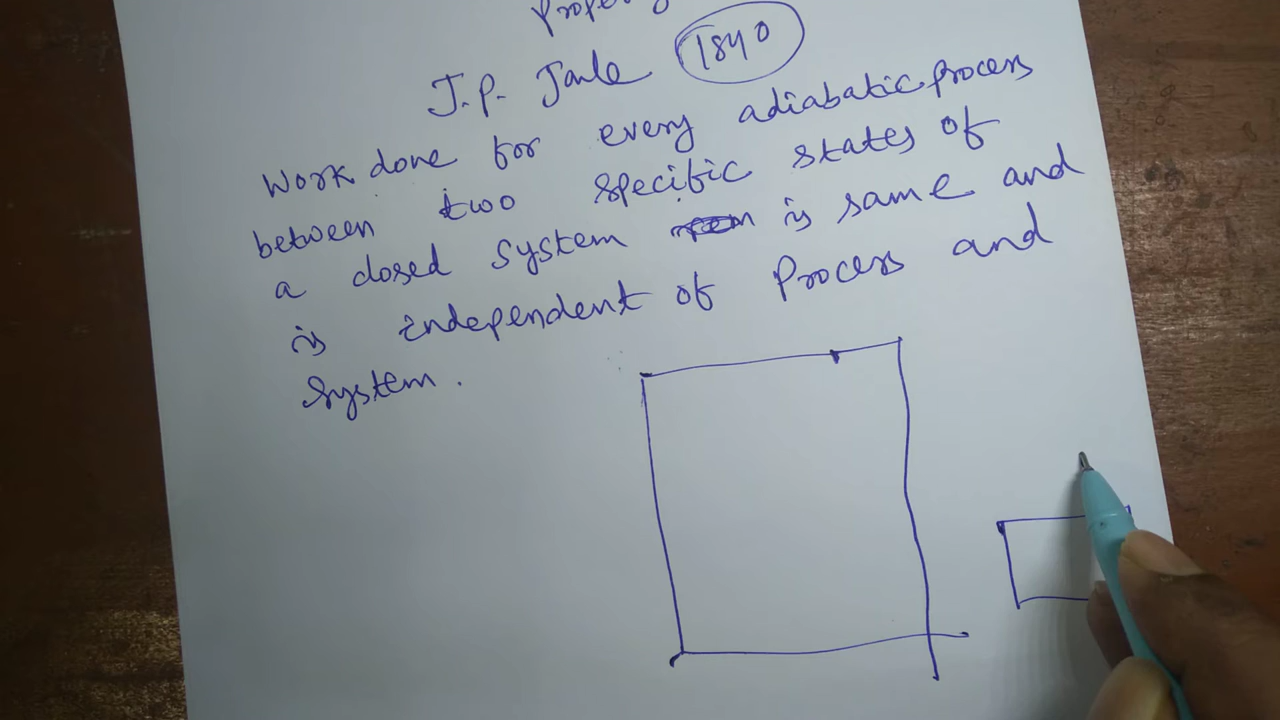 J.P. Joule 1840
Work done for every adiabatic process
between two specific states of
a closed system is same and
is independent of Process and
System.